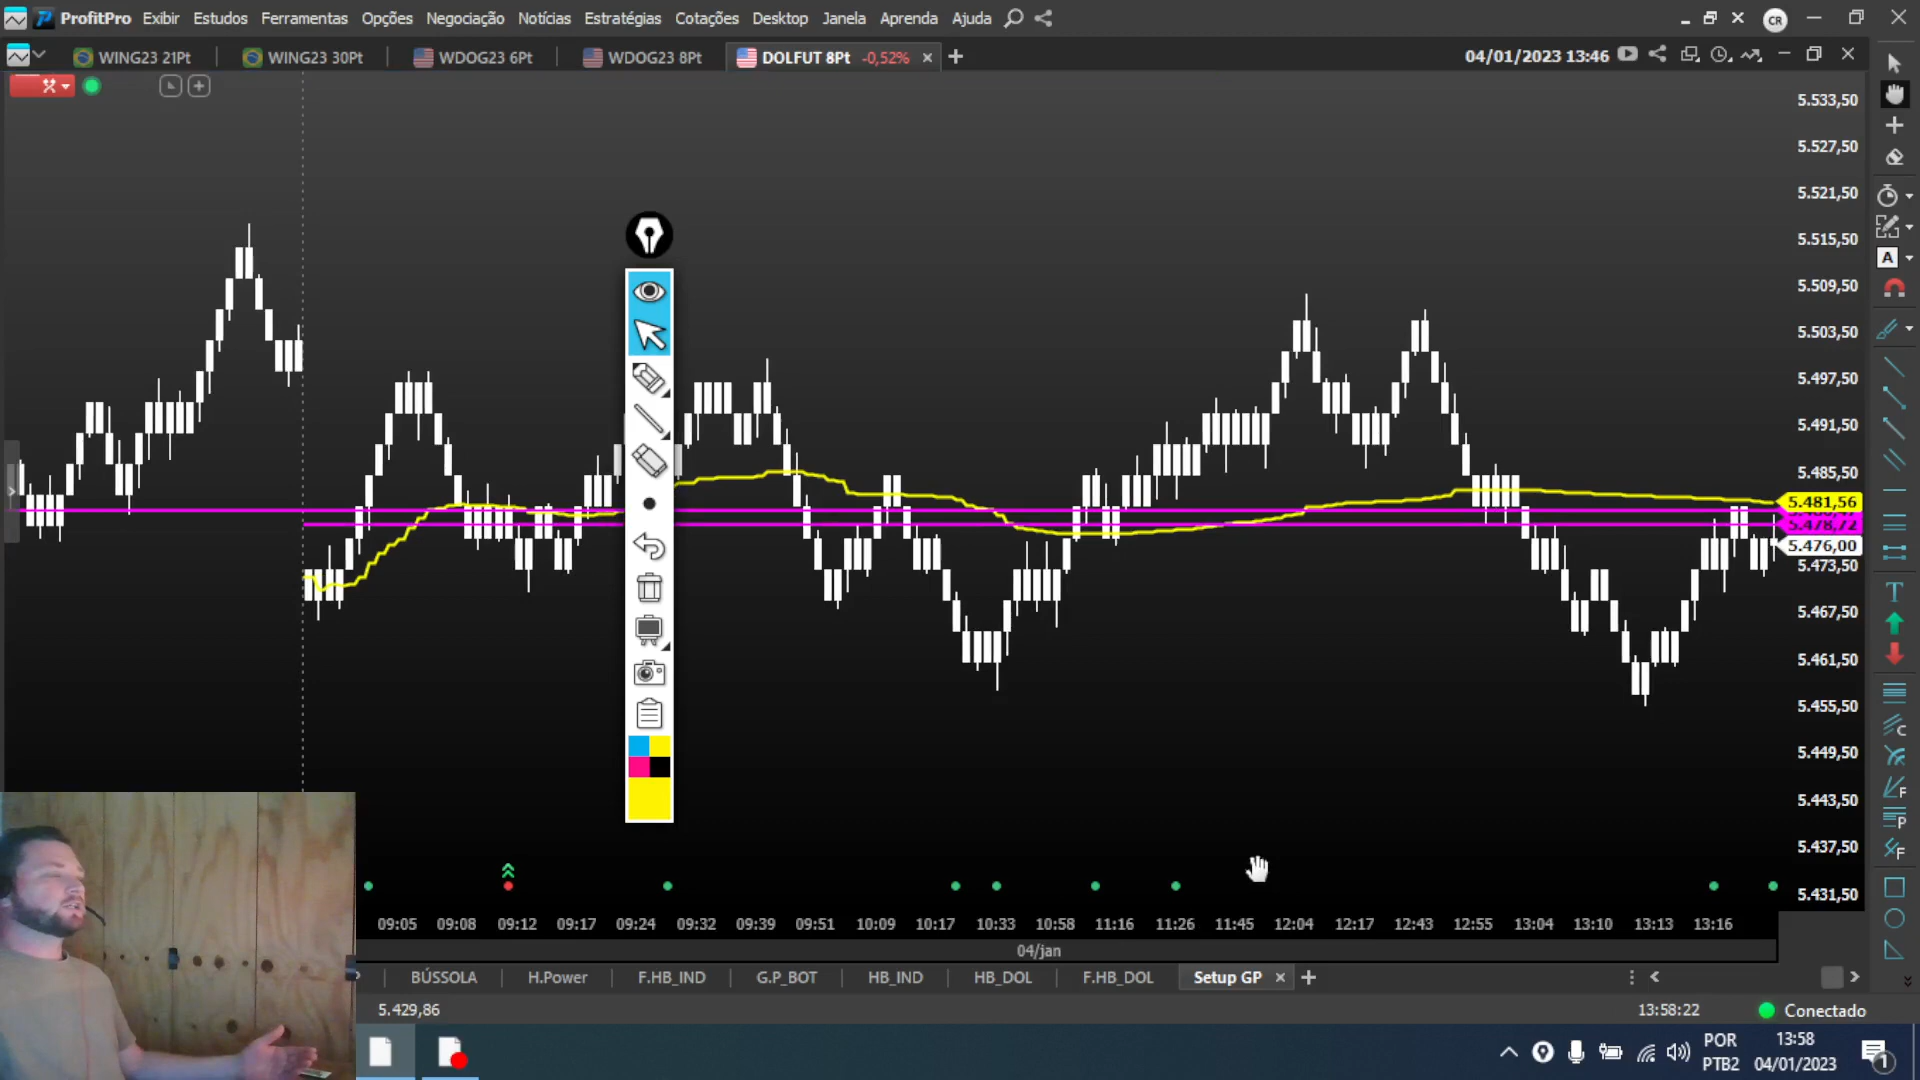 ProfitPro Exibir Estudos Ferramentas Opções Negociação Notícias Estratégias Cotações Desktop Janela Aprenda Ajuda CR
WING23 21Pt WING23 30Pt WDOG23 6Pt WDOG23 8Pt DOLFUT 8Pt -0,52% 04/01/2023 13:46
5.533,50
5.527,50
5.521,50
5.515,50
5.509,50
5.503,50
5.497,50
5.491,50
5.485,50
5.481,56
5.478,72
5.476,00
5.473,50
5.467,50
5.461,50
5.455,50
5.449,50
5.443,50
5.437,50
5.431,50
09:05 09:08 09:12 09:17 09:24 09:32 09:39 09:51 10:09 10:17 10:33 10:58 11:16 11:26 11:45 12:04 12:17 12:43 12:55 13:04 13:10 13:13 13:16
04/jan
BÚSSOLA H.Power F.HB_IND G.P_BOT HB_IND HB_DOL F.HB_DOL Setup GP
5.429,86 13:58:22 Conectado
POR 13:58
PTB2 04/01/2023 1